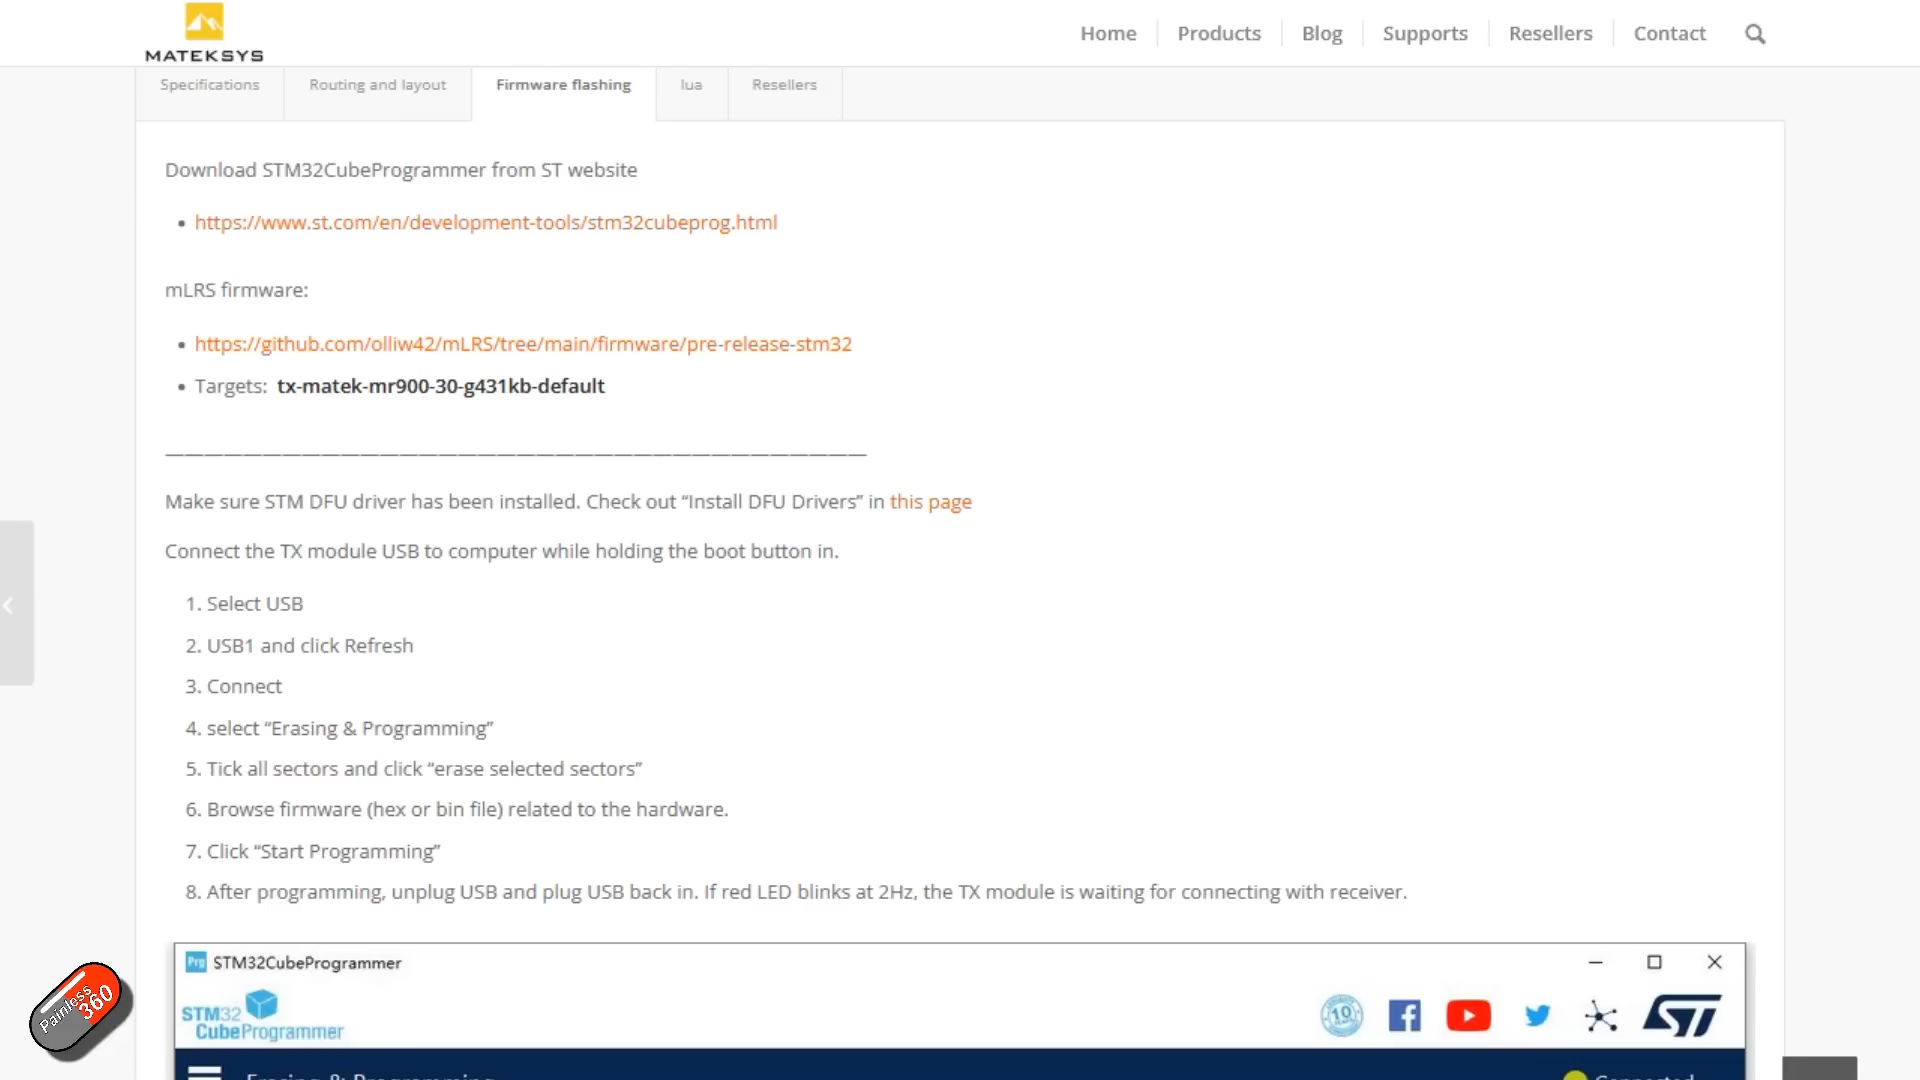 MATEKSYS
Home
Products
Blog
Supports
Resellers
Contact
Specifications
Routing and layout
Firmware flashing
lua
Resellers
Download STM32CubeProgrammer from ST website
• https://www.st.com/en/development-tools/stm32cubeprog.html
mLRS firmware:
• https://github.com/olliw42/mLRS/tree/main/firmware/pre-release-stm32
• Targets: tx-matek-mr900-30-g431kb-default
Make sure STM DFU driver has been installed. Check out “Install DFU Drivers” in this page
Connect the TX module USB to computer while holding the boot button in.
1. Select USB
2. USB1 and click Refresh
3. Connect
4. select “Erasing & Programming”
5. Tick all sectors and click “erase selected sectors”
6. Browse firmware (hex or bin file) related to the hardware.
7. Click “Start Programming”
8. After programming, unplug USB and plug USB back in. If red LED blinks at 2Hz, the TX module is waiting for connecting with receiver.
Prg STM32CubeProgrammer
STM32
CubeProgrammer
10
ST
Erasing & Programming
Connected
Painless
360